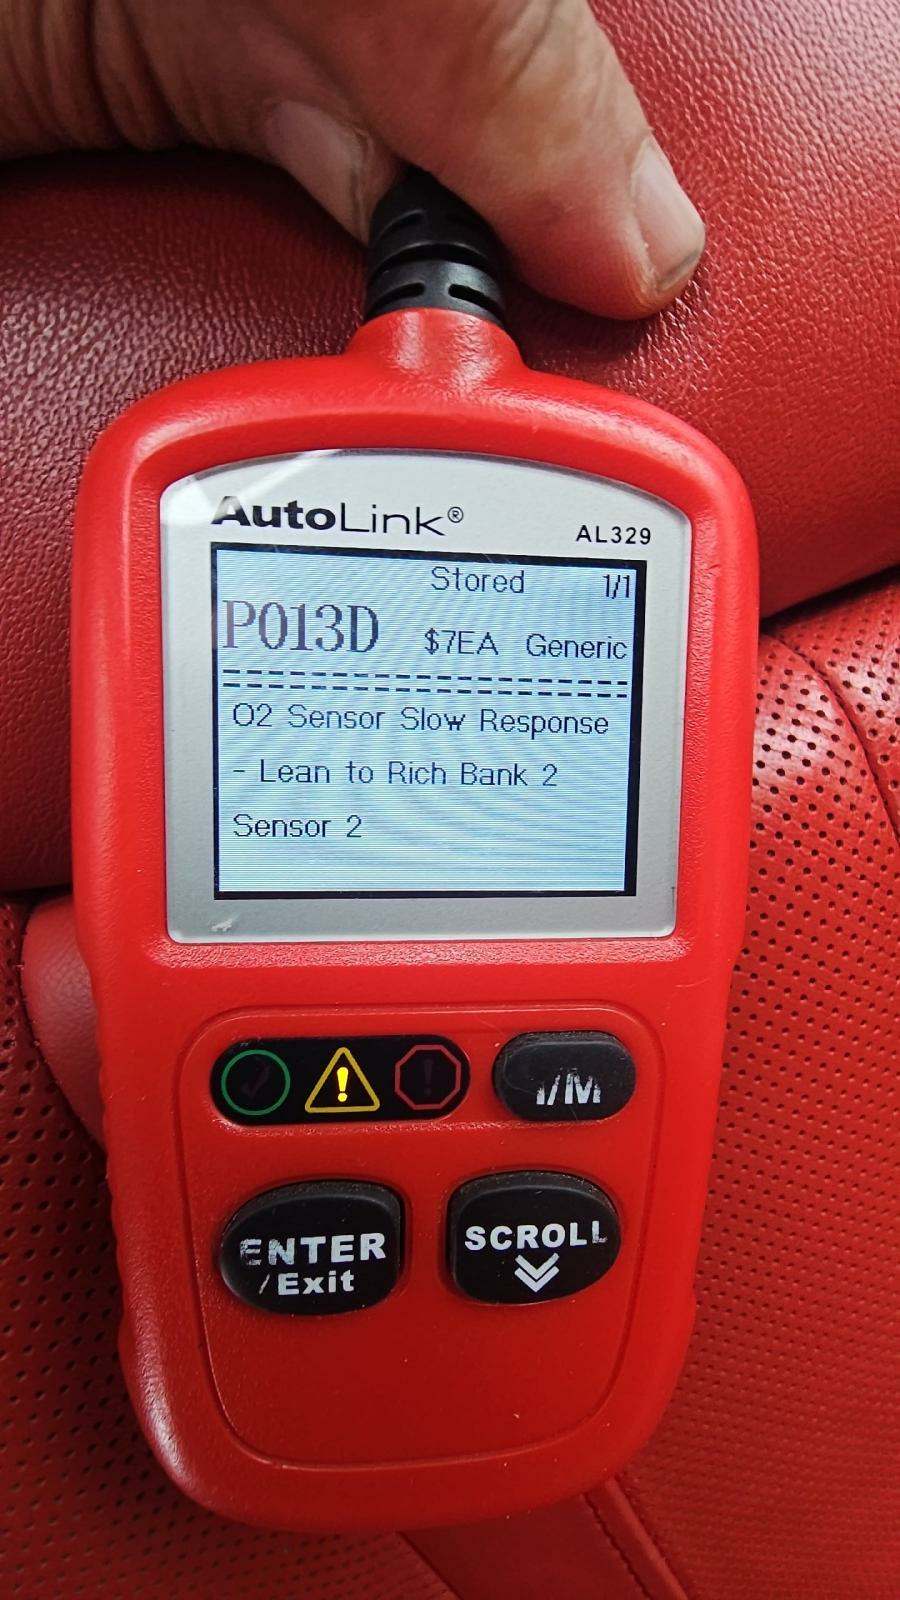 AutoLink®
AL329
Stored 1/1
P013D $7EA Generic
O2 Sensor Slow Response
- Lean to Rich Bank 2
Sensor 2
I/M
ENTER
/Exit
SCROLL